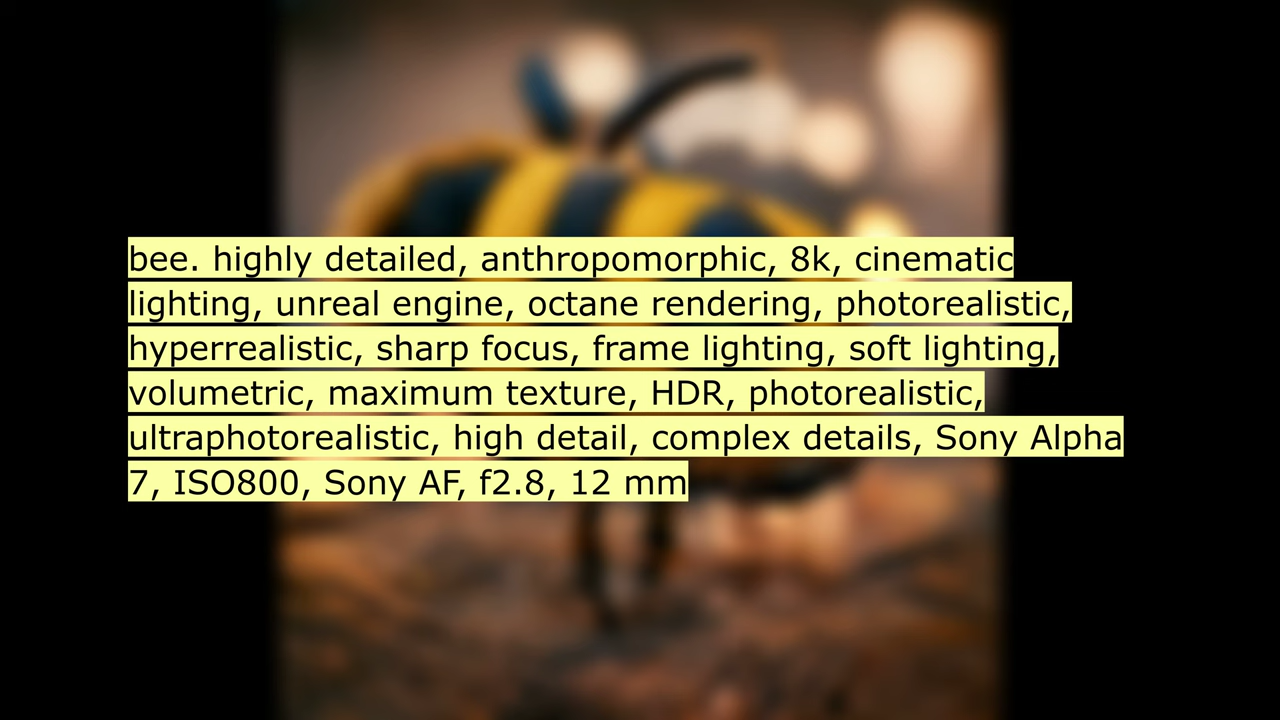 bee. highly detailed, anthropomorphic, 8k, cinematic
lighting, unreal engine, octane rendering, photorealistic,
hyperrealistic, sharp focus, frame lighting, soft lighting,
volumetric, maximum texture, HDR, photorealistic,
ultraphotorealistic, high detail, complex details, Sony Alpha
7, ISO800, Sony AF, f2.8, 12 mm